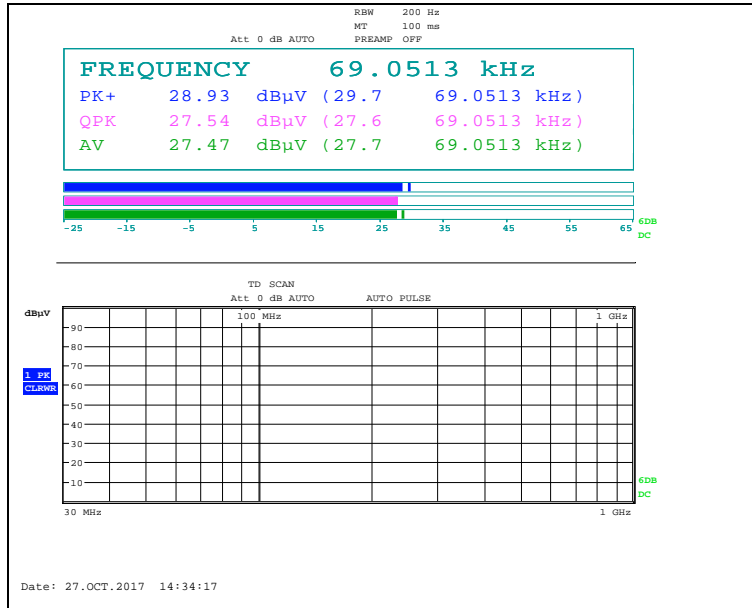 RBW 200 Hz
MT 100 ms
Att 0 dB AUTO PREAMP OFF
FREQUENCY 69.0513 kHz
PK+ 28.93 dBµV (29.7 69.0513 kHz)
QPK 27.54 dBµV (27.6 69.0513 kHz)
AV 27.47 dBµV (27.7 69.0513 kHz)
-25 -15 -5 5 15 25 35 45 55 65
6DB
DC
TD SCAN
Att 0 dB AUTO AUTO PULSE
dBµV
100 MHz 1 GHz
90
80
70
1 PK
CLRWR
60
50
40
30
20
10
6DB
DC
30 MHz 1 GHz
Date: 27.OCT.2017 14:34:17